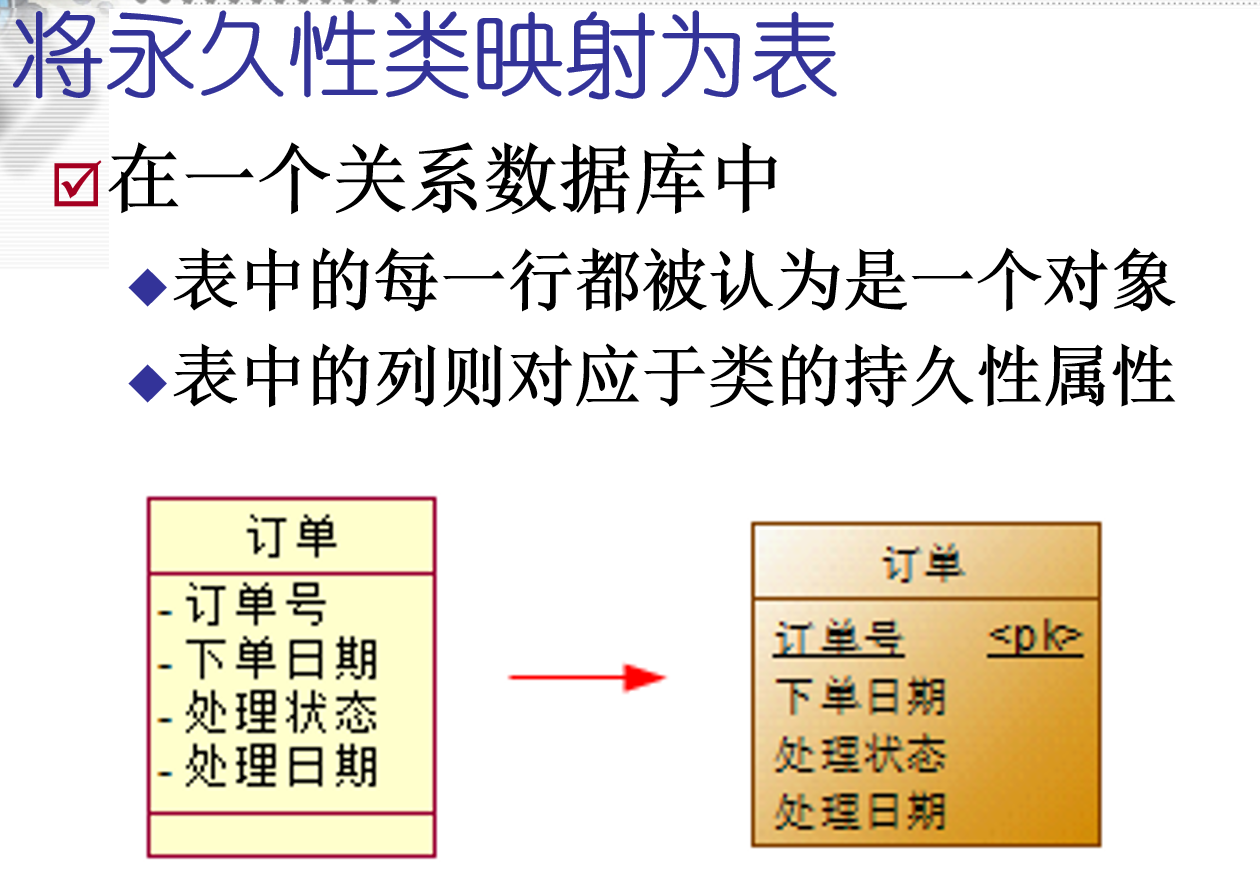 将永久性类映射为表
在一个关系数据库中
表中的每一行都被认为是一个对象
表中的列则对应于类的持久性属性
订单
- 订单号
- 下单日期
- 处理状态
- 处理日期
订单
订单号 <pk>
下单日期
处理状态
处理日期